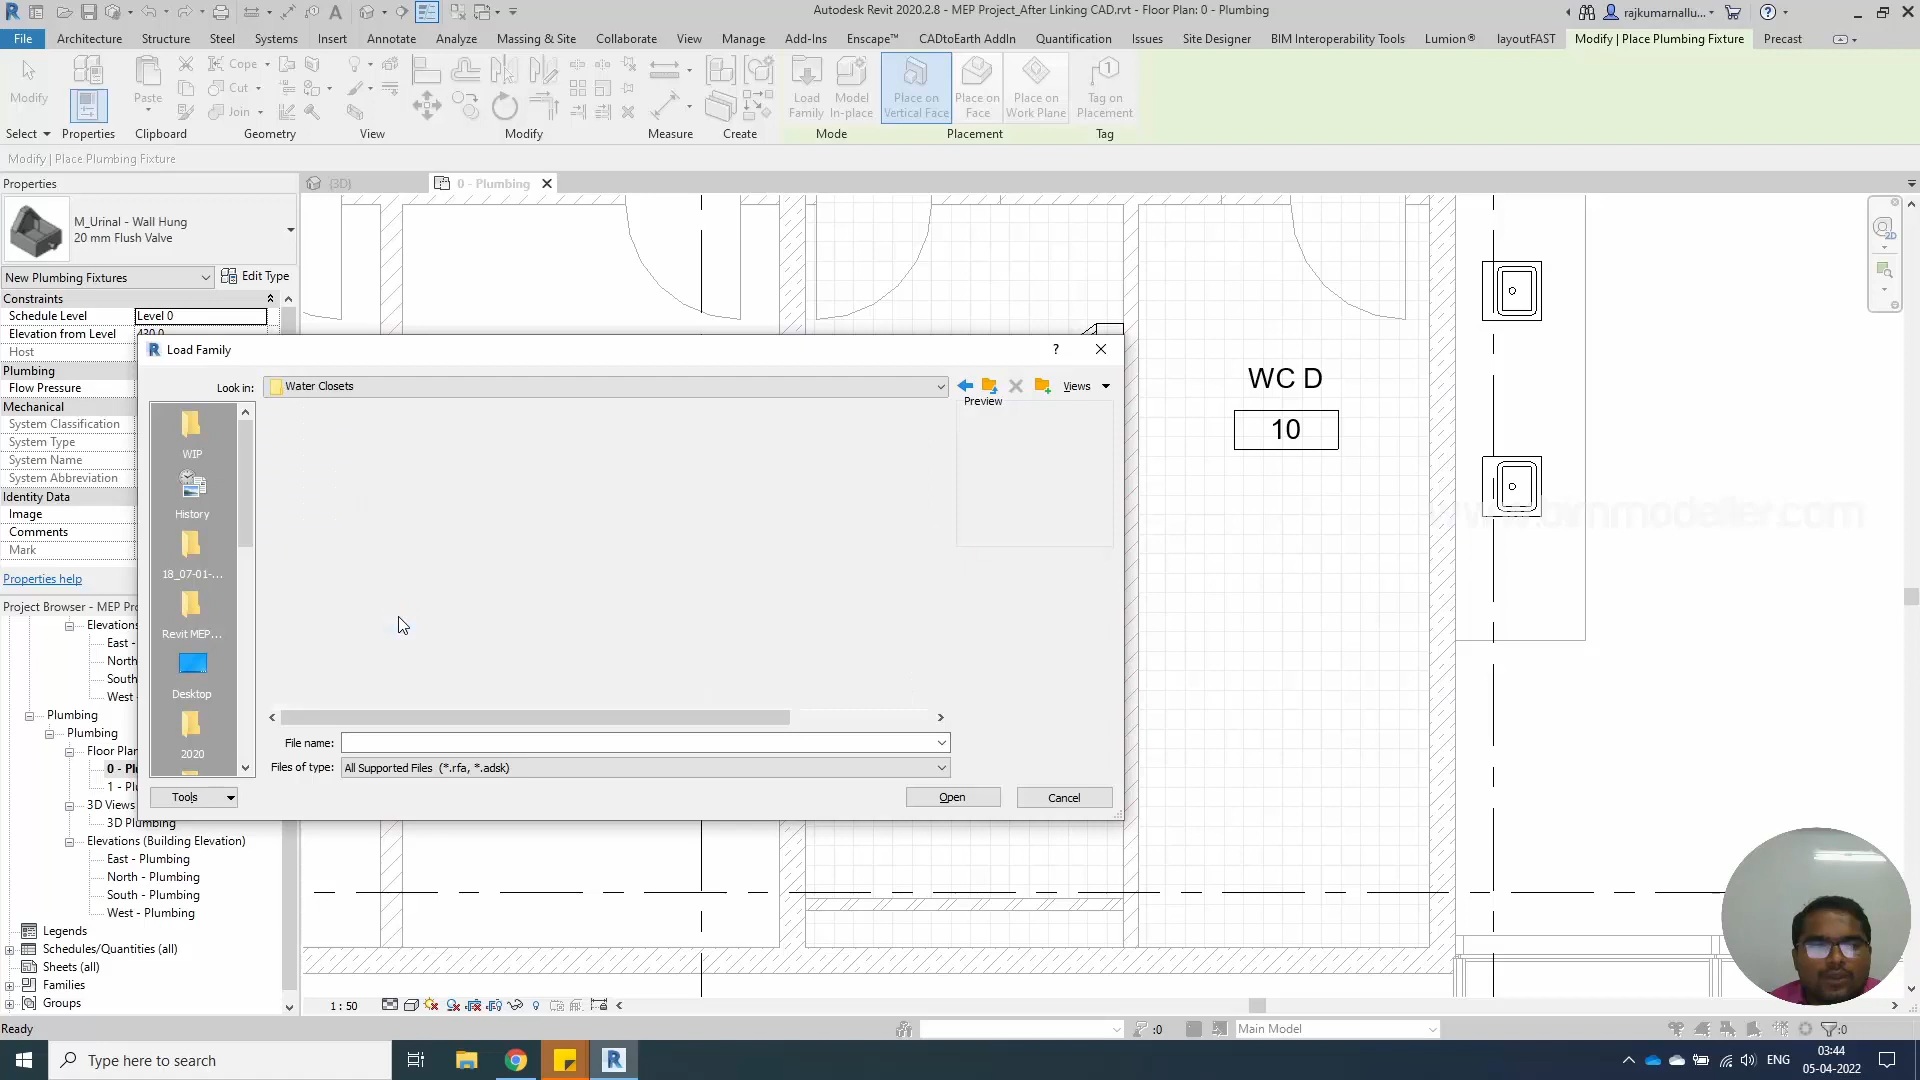 Autodesk Revit 2020.2.8 - MEP Project_After Linking CAD.rvt - Floor Plan: 0 - Plumbing
rajkumarnallu...
File Architecture Structure Steel Systems Insert Annotate Analyze Massing & Site Collaborate View Manage Add-Ins Enscape™ CADtoEarth AddIn Quantification Issues Site Designer BIM Interoperability Tools Lumion® layoutFAST Modify | Place Plumbing Fixture Precast
Modify
Paste
Cope
Cut
Join
Load Family
Model In-place
Place on Vertical Face
Place on Face
Place on Work Plane
Tag on Placement
Select Properties Clipboard Geometry View Modify Measure Create Mode Placement Tag
Modify | Place Plumbing Fixture
Properties
(3D)
0 - Plumbing
M_Urinal - Wall Hung
20 mm Flush Valve
New Plumbing Fixtures
Edit Type
Constraints
Schedule Level Level 0
Elevation from Level 430.0
Host
Plumbing
Flow Pressure
Mechanical
System Classification
System Type
System Name
System Abbreviation
Identity Data
Image
Comments
Mark
Properties help
Load Family
Look in: Water Closets
Views
Preview
WIP
History
18_07-01-...
Revit MEP...
Desktop
2020
File name:
Files of type: All Supported Files (*.rfa, *.adsk)
Tools
Open
Cancel
WC D
10
2D
www.bimmodeller.com
Project Browser - MEP Pro
Elevations
East -
North
South
West -
Plumbing
Plumbing
Floor Plan
0 - Pl
1 - Pl
3D Views
3D Plumbing
Elevations (Building Elevation)
East - Plumbing
North - Plumbing
South - Plumbing
West - Plumbing
Legends
Schedules/Quantities (all)
Sheets (all)
Families
Groups
1 : 50
Ready
:0
Main Model
:0
Type here to search
ENG
03:44
05-04-2022